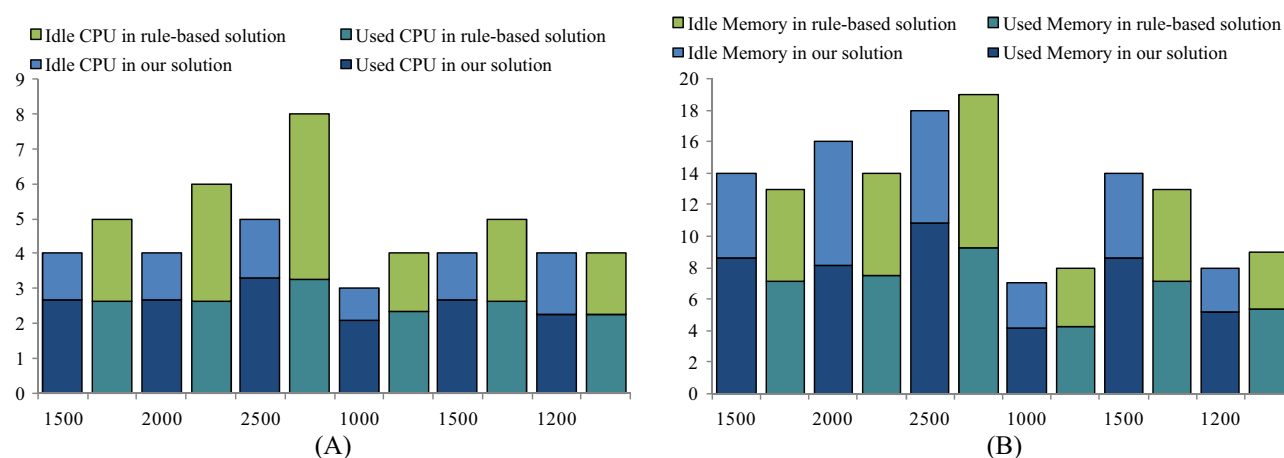 Idle CPU in rule-based solution Used CPU in rule-based solution
Idle CPU in our solution Used CPU in our solution
9
8
7
6
5
4
3
2
1
0
1500 2000 2500 1000 1500 1200
(A)
Idle Memory in rule-based solution Used Memory in rule-based solution
Idle Memory in our solution Used Memory in our solution
20
18
16
14
12
10
8
6
4
2
0
1500 2000 2500 1000 1500 1200
(B)